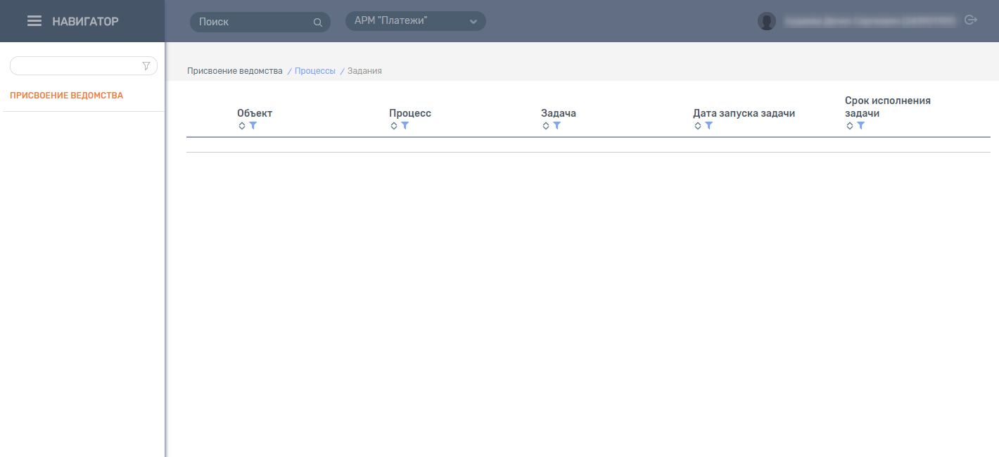 НАВИГАТОР
Поиск
АРМ "Платежи"
ПРИСВОЕНИЕ ВЕДОМСТВА
Присвоение ведомства / Процессы / Задания
Объект
Процесс
Задача
Дата запуска задачи
Срок исполнения
задачи